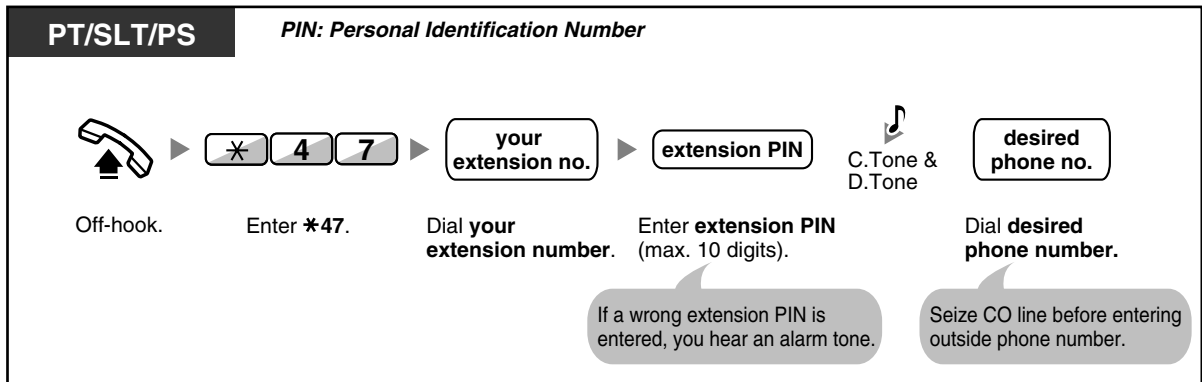 PT/SLT/PS
PIN: Personal Identification Number
* 4 7
your
extension no.
extension PIN
C.Tone &
D.Tone
desired
phone no.
Off-hook.
Enter *47.
Dial your
extension number.
Enter extension PIN
(max. 10 digits).
Dial desired
phone number.
If a wrong extension PIN is
entered, you hear an alarm tone.
Seize CO line before entering
outside phone number.